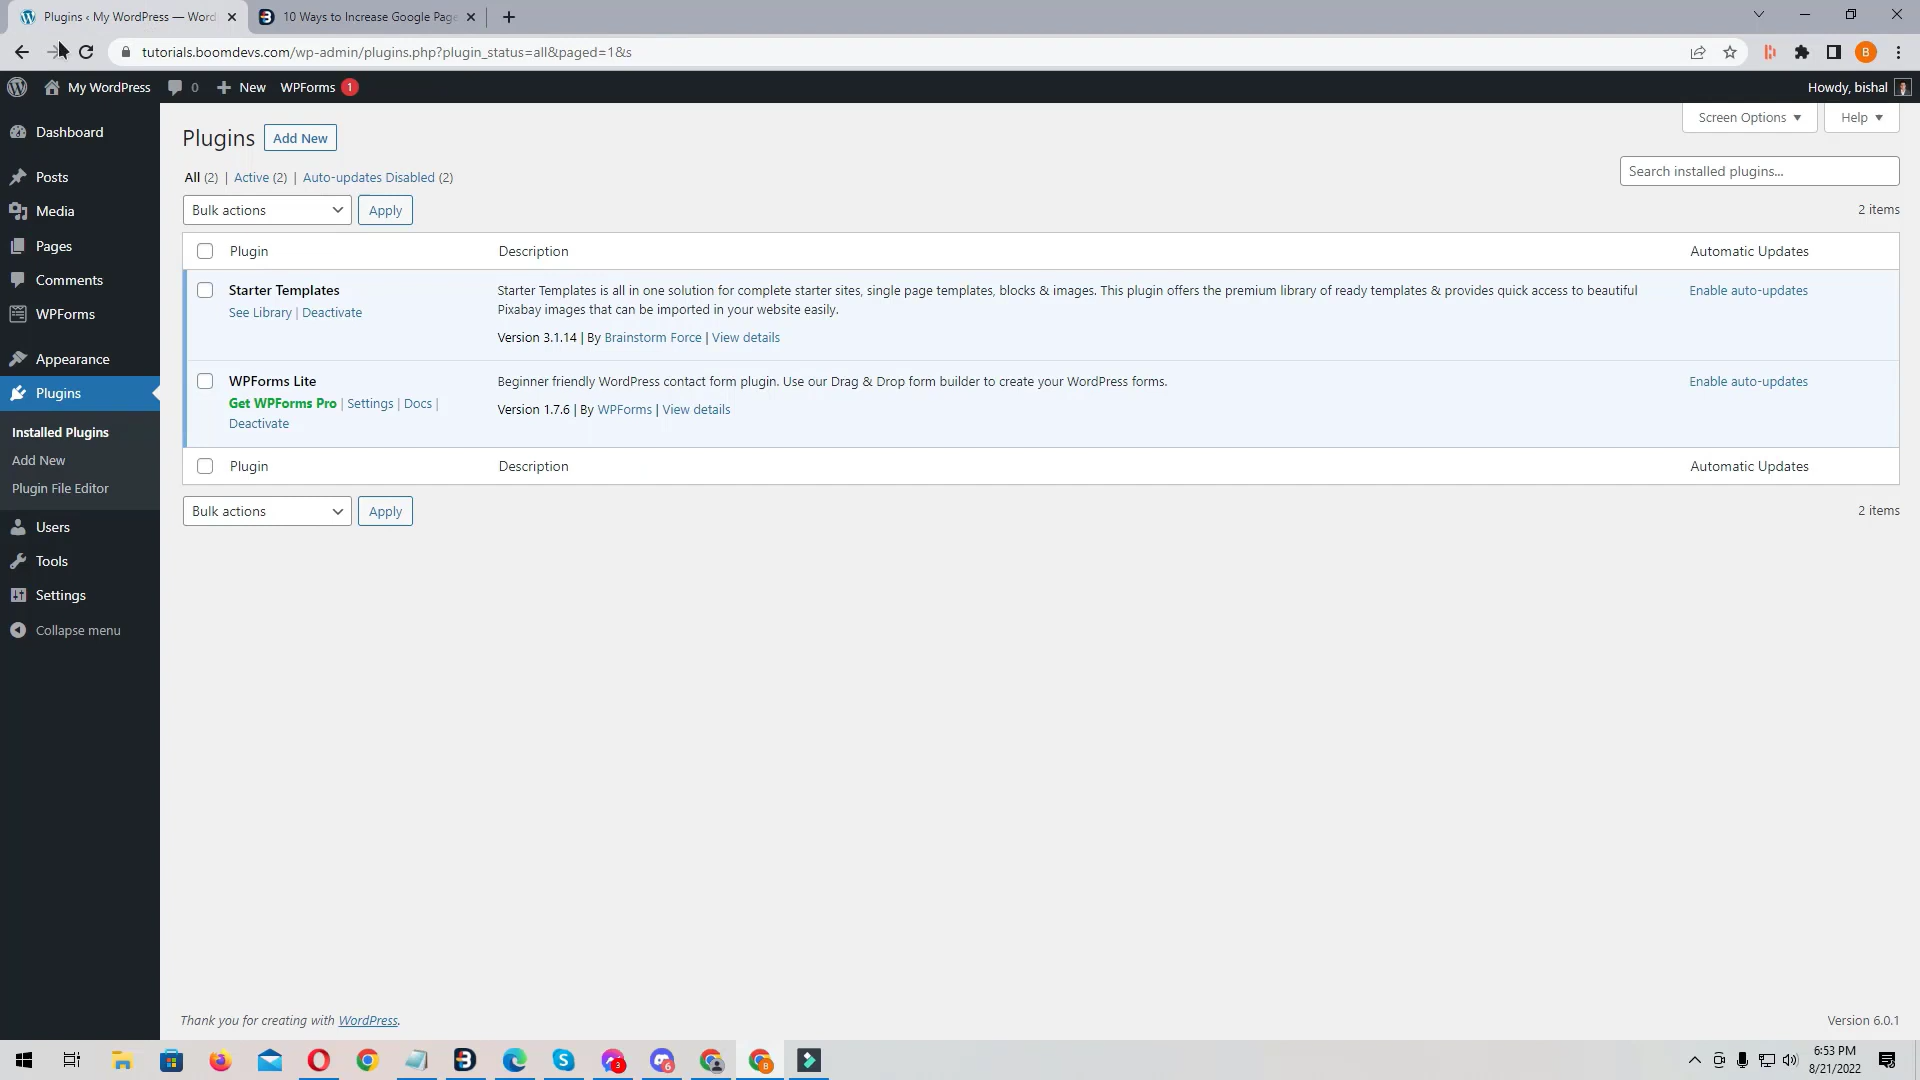 Plugins ‹ My WordPress — Word
10 Ways to Increase Google Page
tutorials.boomdevs.com/wp-admin/plugins.php?plugin_status=all&paged=1&s
B
My WordPress
0
New
WPForms
1
Howdy, bishal
Dashboard
Posts
Media
Pages
Comments
WPForms
Appearance
Plugins
Installed Plugins
Add New
Plugin File Editor
Users
Tools
Settings
Collapse menu
Screen Options
Help
Plugins
Add New
All (2) | Active (2) | Auto-updates Disabled (2)
Search installed plugins...
Bulk actions
Apply
2 items
Plugin
Description
Automatic Updates
Starter Templates
See Library | Deactivate
Starter Templates is all in one solution for complete starter sites, single page templates, blocks & images. This plugin offers the premium library of ready templates & provides quick access to beautiful
Pixabay images that can be imported in your website easily.
Version 3.1.14 | By Brainstorm Force | View details
Enable auto-updates
WPForms Lite
Get WPForms Pro | Settings | Docs |
Deactivate
Beginner friendly WordPress contact form plugin. Use our Drag & Drop form builder to create your WordPress forms.
Version 1.7.6 | By WPForms | View details
Enable auto-updates
Plugin
Description
Automatic Updates
Bulk actions
Apply
2 items
Thank you for creating with WordPress.
Version 6.0.1
3
6
B
6:53 PM
8/21/2022